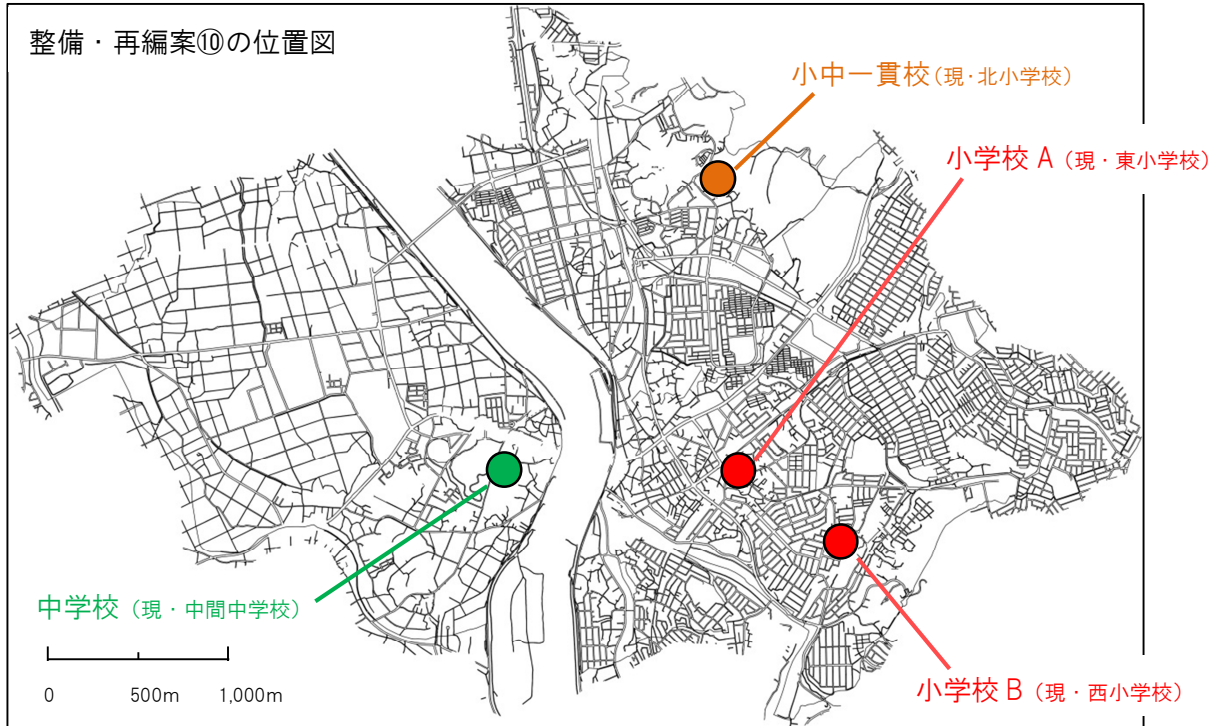 整備・再編案⑩の位置図
小中一貫校(現・北小学校)
小学校A(現・東小学校)
中学校(現・中間中学校)
0 500m 1,000m
小学校B(現・西小学校)